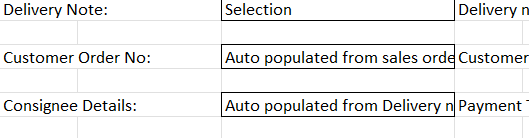 Delivery Note: Selection Delivery n
Customer Order No: Auto populated from sales orde Customer
Consignee Details: Auto populated from Delivery n Payment T